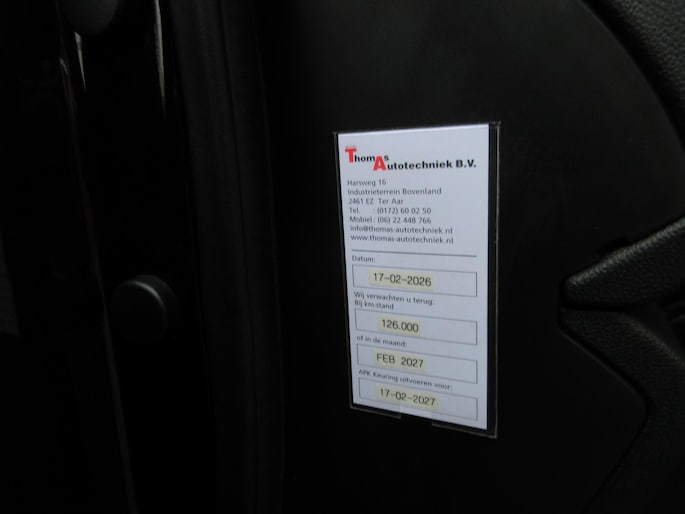 Thomas
Autotechniek B.V.
Harsweg 16
Industrieterrein Bovenland
2461 EZ Ter Aar
Tel. : (0172) 60 02 50
Mobiel : (06) 22 448 766
info@thomas-autotechniek.nl
www.thomas-autotechniek.nl
Datum:
17-02-2026
Wij verwachten u terug:
Bij km-stand
126.000
of in de maand:
FEB 2027
APK Keuring uitvoeren voor:
17-02-2027